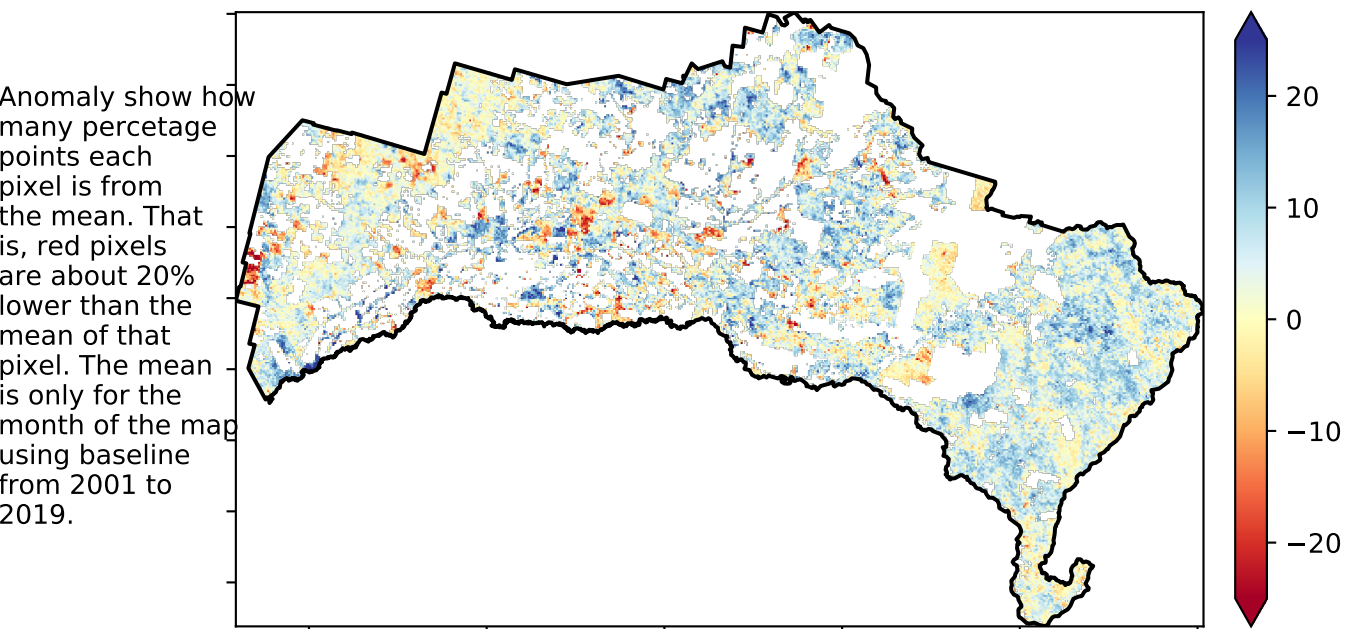 Anomaly show how
many percetage
points each
pixel is from
the mean. That
is, red pixels
are about 20%
lower than the
mean of that
pixel. The mean
is only for the
month of the map
using baseline
from 2001 to
2019.
20
10
0
−10
−20